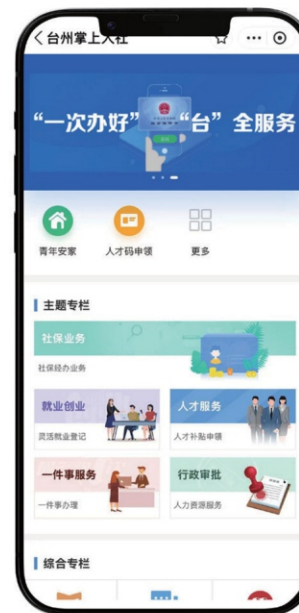 台州掌上人社
“一次办好” “台”全服务
青年安家 人才码申领 更多
主题专栏
社保业务
社保经办业务
就业创业 人才服务
灵活就业登记 人才补贴申领
一件事服务 行政审批
一件事办理 人力资源服务
综合专栏